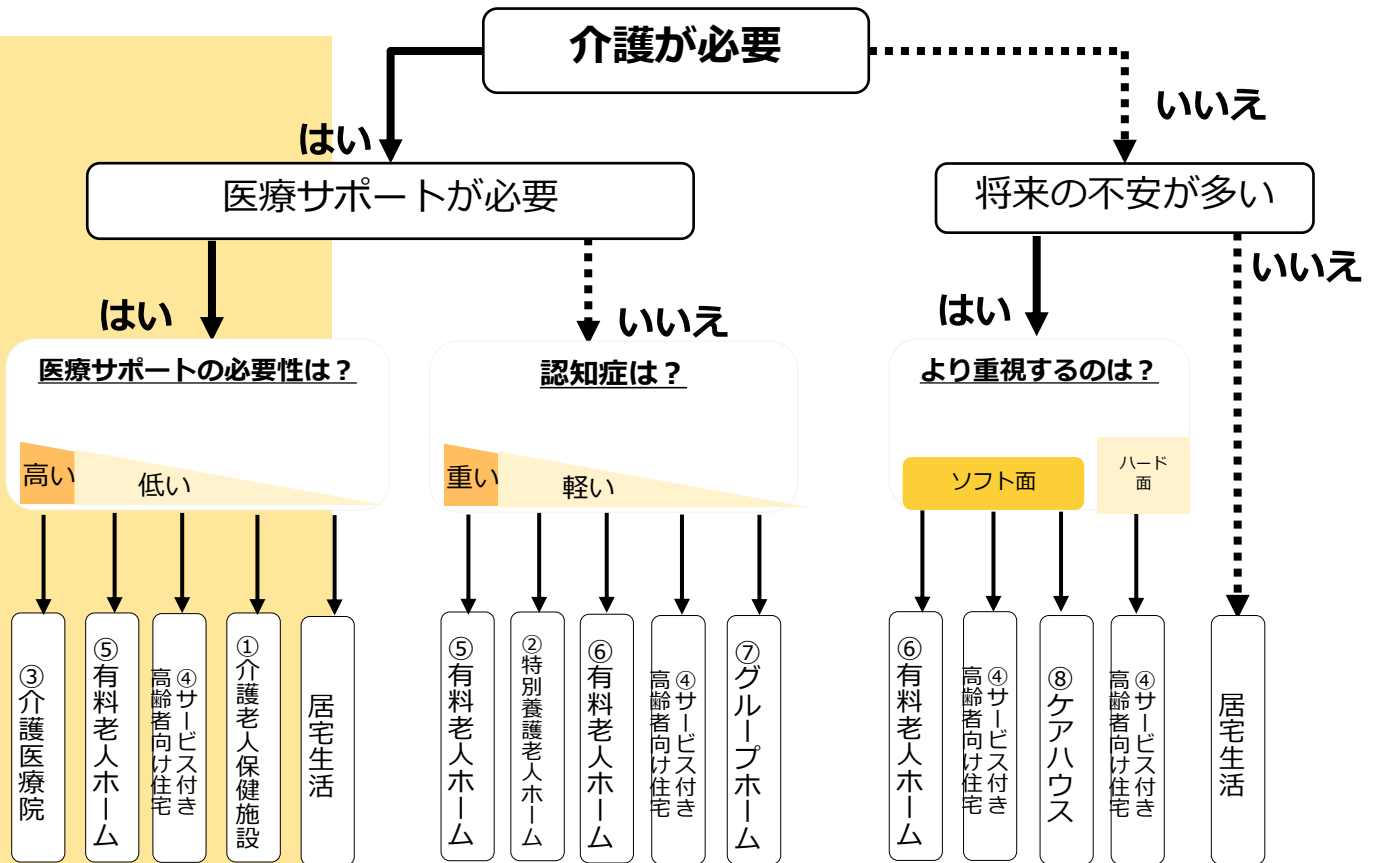 介護が必要
はい
いいえ
医療サポートが必要
将来の不安が多い
はい
いいえ
はい
いいえ
医療サポートの必要性は？
認知症は？
より重視するのは？
高い
低い
重い
軽い
ソフト面
ハード
面
③介護医療院
⑤有料老人ホーム
④サービス付き
高齢者向け住宅
①介護老人保健施設
居宅生活
⑤有料老人ホーム
②特別養護老人ホーム
⑥有料老人ホーム
④サービス付き
高齢者向け住宅
⑦グループホーム
⑥有料老人ホーム
④サービス付き
高齢者向け住宅
⑧ケアハウス
④サービス付き
高齢者向け住宅
居宅生活